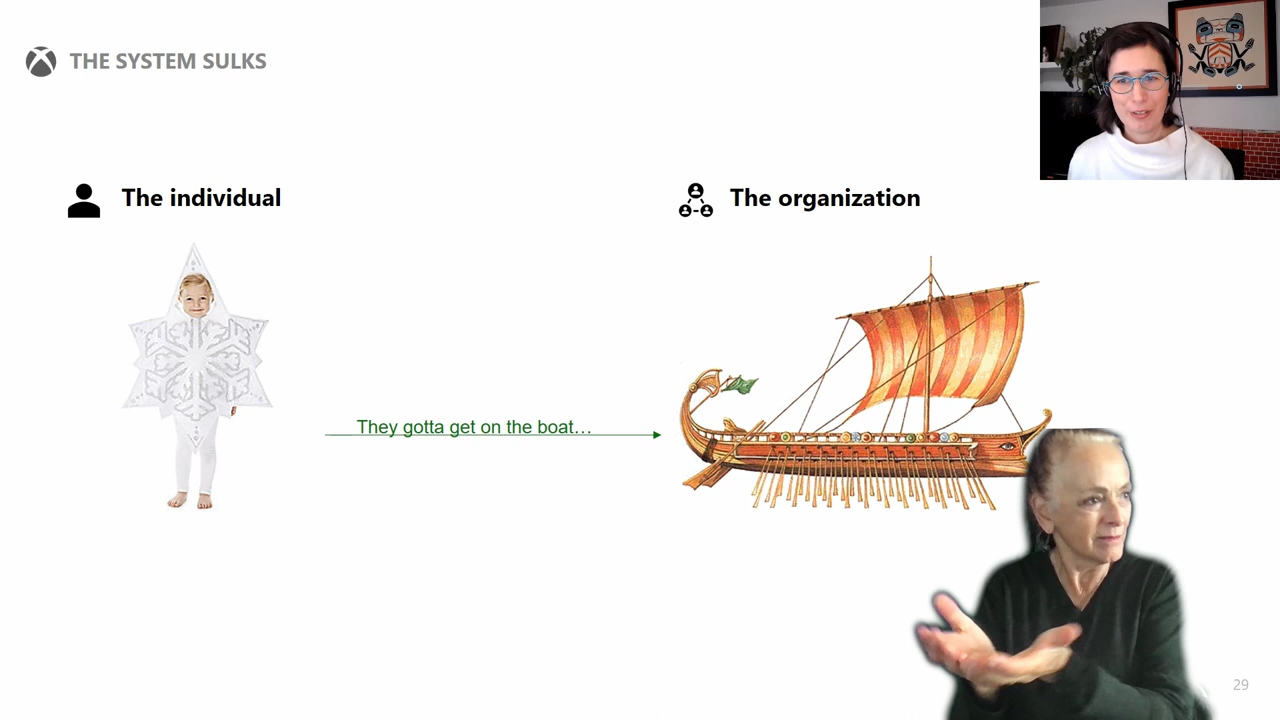 THE SYSTEM SULKS
The individual
The organization
They gotta get on the boat…
29